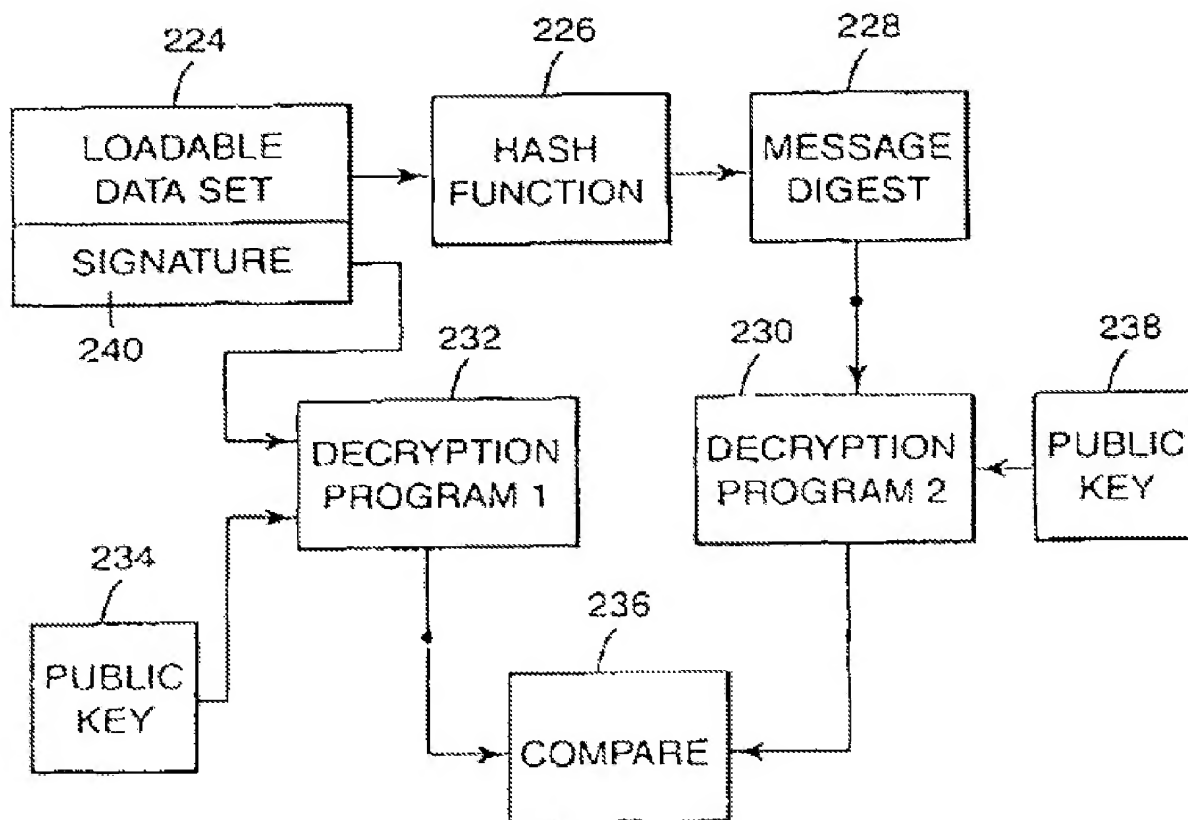 224
226
228
LOADABLE
DATA SET
HASH
FUNCTION
MESSAGE
DIGEST
SIGNATURE
240
232
230
238
DECRYPTION
PROGRAM 1
DECRYPTION
PROGRAM 2
PUBLIC
KEY
234
236
PUBLIC
KEY
COMPARE